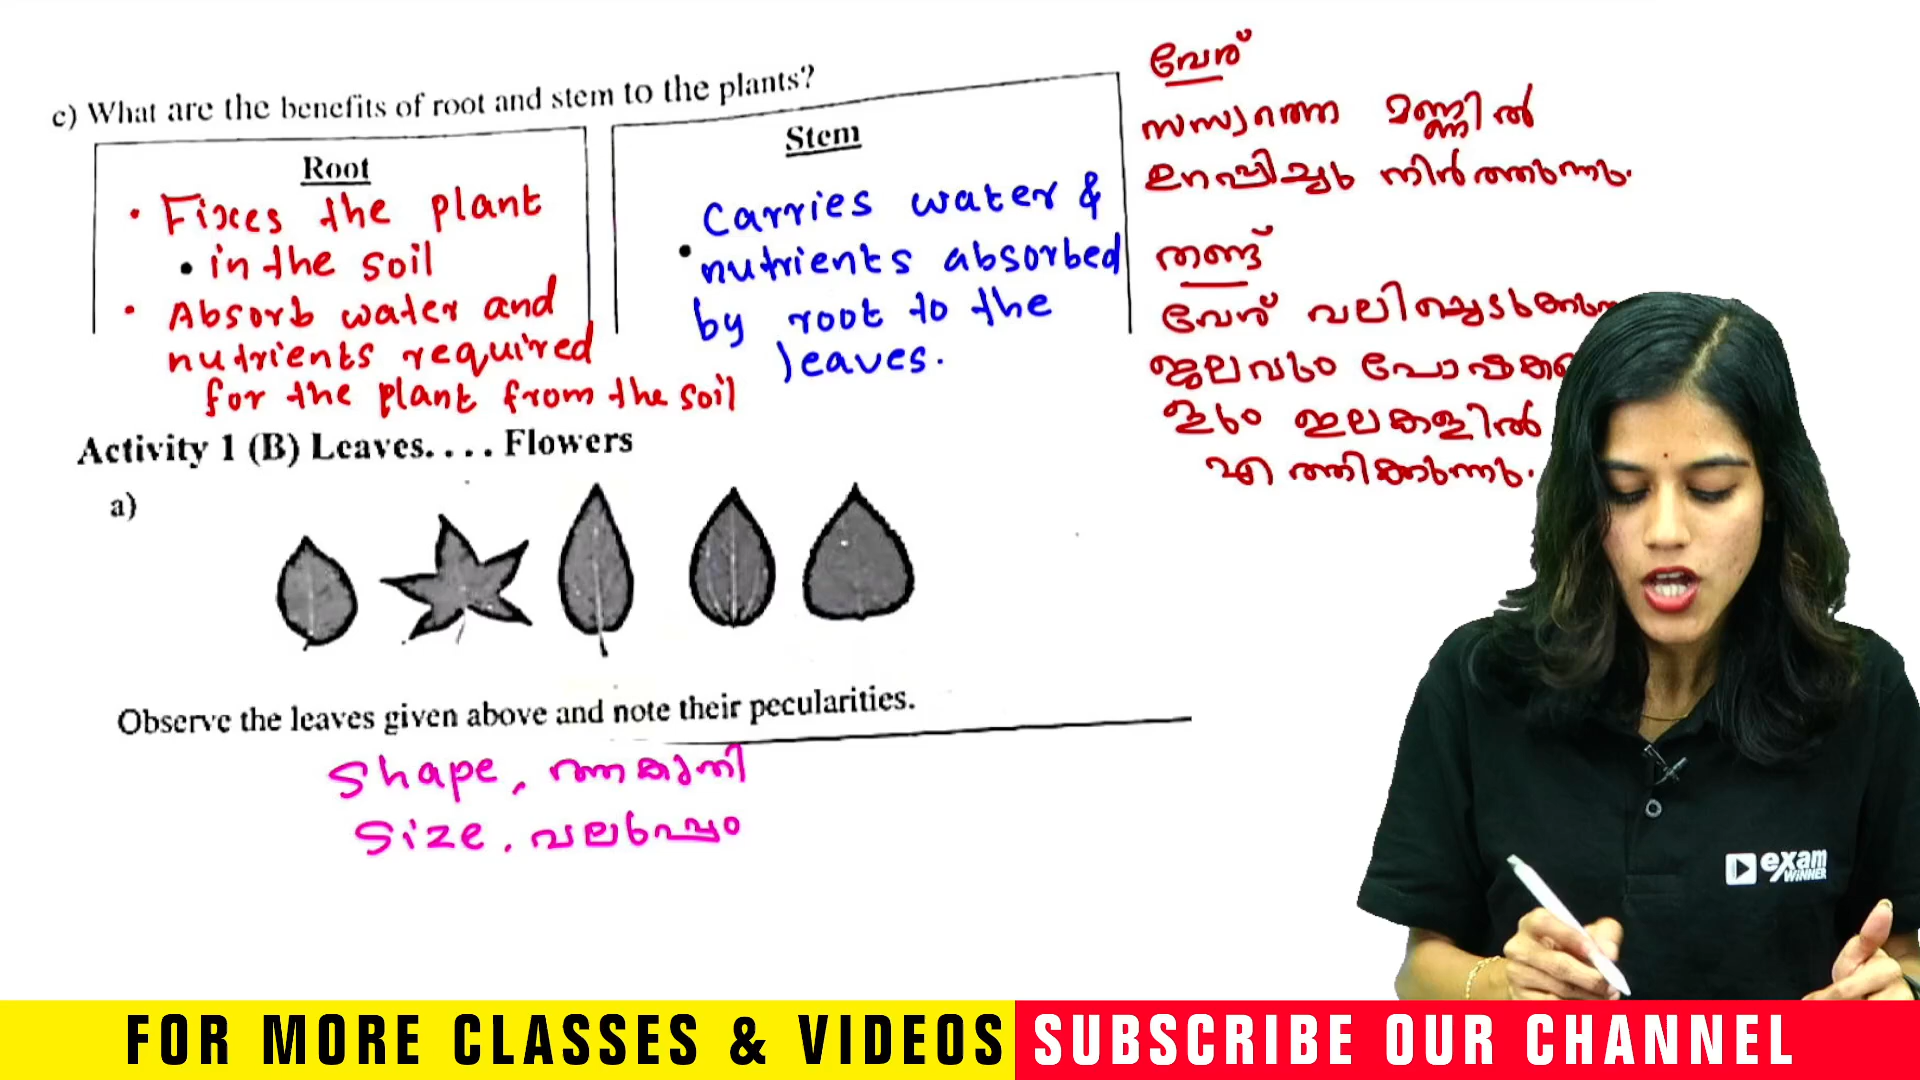 c) What are the benefits of root and stem to the plants?
Root
• Fixes the plant
• in the soil
• Absorb water and
nutrients required
for the plant from the soil
Stem
• Carries water &
nutrients absorbed
by root to the
leaves.
വേര്
സസ്യത്തെ മണ്ണിൽ
ഉറപ്പിച്ചു നിർത്തുന്നു.
തണ്ട്
വേര്
ജലവും
ളും ഇലകളിൽ
എത്തിക്കുന്നു.
Activity 1 (B) Leaves.... Flowers
a)
Observe the leaves given above and note their pecularities.
Shape, ആകൃതി
Size, വലുപ്പം
exam
WINNER
FOR MORE CLASSES & VIDEOS SUBSCRIBE OUR CHANNEL